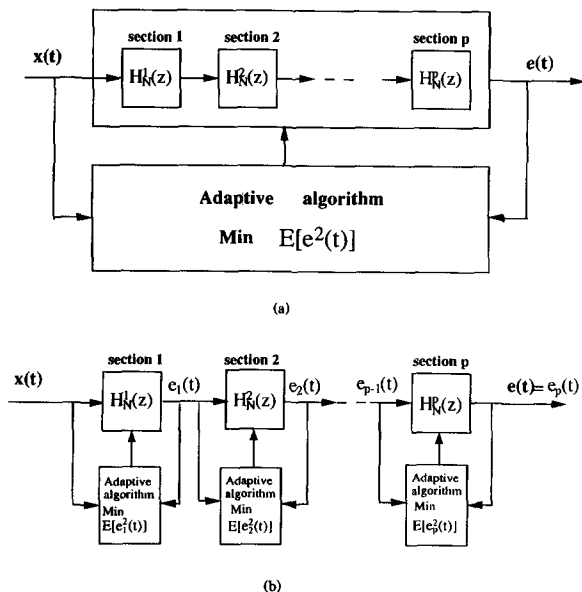 section 1 section 2 section p
x(t) H¹N(z) H²N(z) HᵖN(z) e(t)
Adaptive algorithm
Min E[e²(t)]
(a)
section 1 section 2 section p
x(t) H¹N(z) e₁(t) H²N(z) e₂(t) eₚ₋₁(t) HᵖN(z) e(t)= eₚ(t)
Adaptive algorithm Min E[e₁²(t)]
Adaptive algorithm Min E[e₂²(t)]
Adaptive algorithm Min E[eₚ²(t)]
(b)